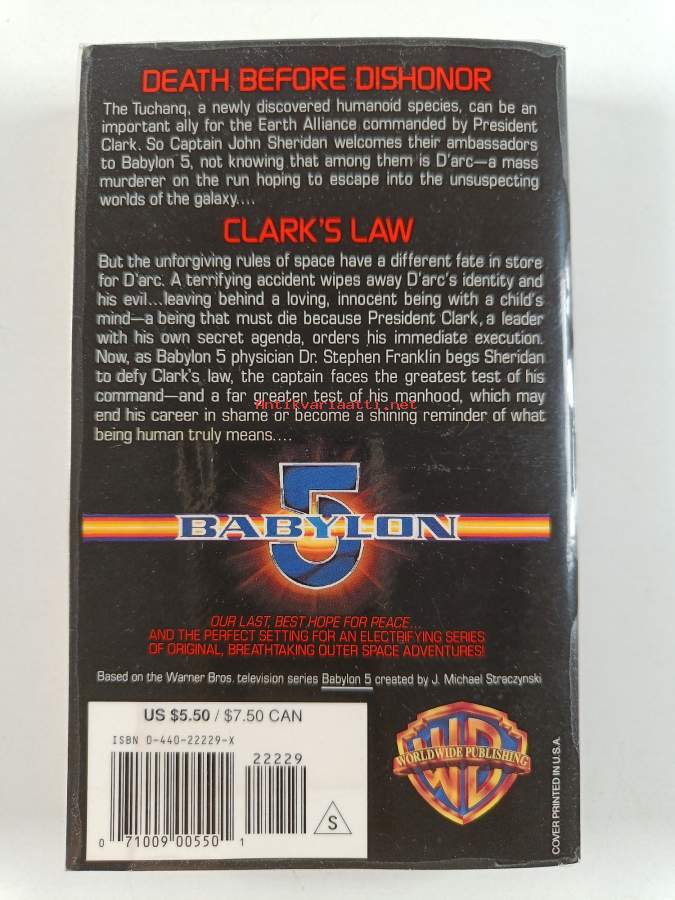 DEATH BEFORE DISHONOR
The Tuchanq, a newly discovered humanoid species, can be an
important ally for the Earth Alliance commanded by President
Clark. So Captain John Sheridan welcomes their ambassadors
to Babylon 5, not knowing that among them is D'arc—a mass
murderer on the run hoping to escape into the unsuspecting
worlds of the galaxy....
CLARK'S LAW
But the unforgiving rules of space have a different fate in store
for D'arc. A terrifying accident wipes away D'arc's identity and
his evil...leaving behind a loving, innocent being with a child's
mind—a being that must die because President Clark, a leader
with his own secret agenda, orders his immediate execution.
Now, as Babylon 5 physician Dr. Stephen Franklin begs Sheridan
to defy Clark's law, the captain faces the greatest test of his
command—and a far greater test of his manhood, which may
end his career in shame or become a shining reminder of what
being human truly means....
Antikvariaatti.net
BABYLON
5
OUR LAST, BEST HOPE FOR PEACE...
AND THE PERFECT SETTING FOR AN ELECTRIFYING SERIES
OF ORIGINAL, BREATHTAKING OUTER SPACE ADVENTURES!
Based on the Warner Bros. television series Babylon 5 created by J. Michael Straczynski
US $5.50 / $7.50 CAN
ISBN 0-440-22229-X
22229
0 71009 00550 1
S
WB
WORLDWIDE PUBLISHING
COVER PRINTED IN U.S.A.